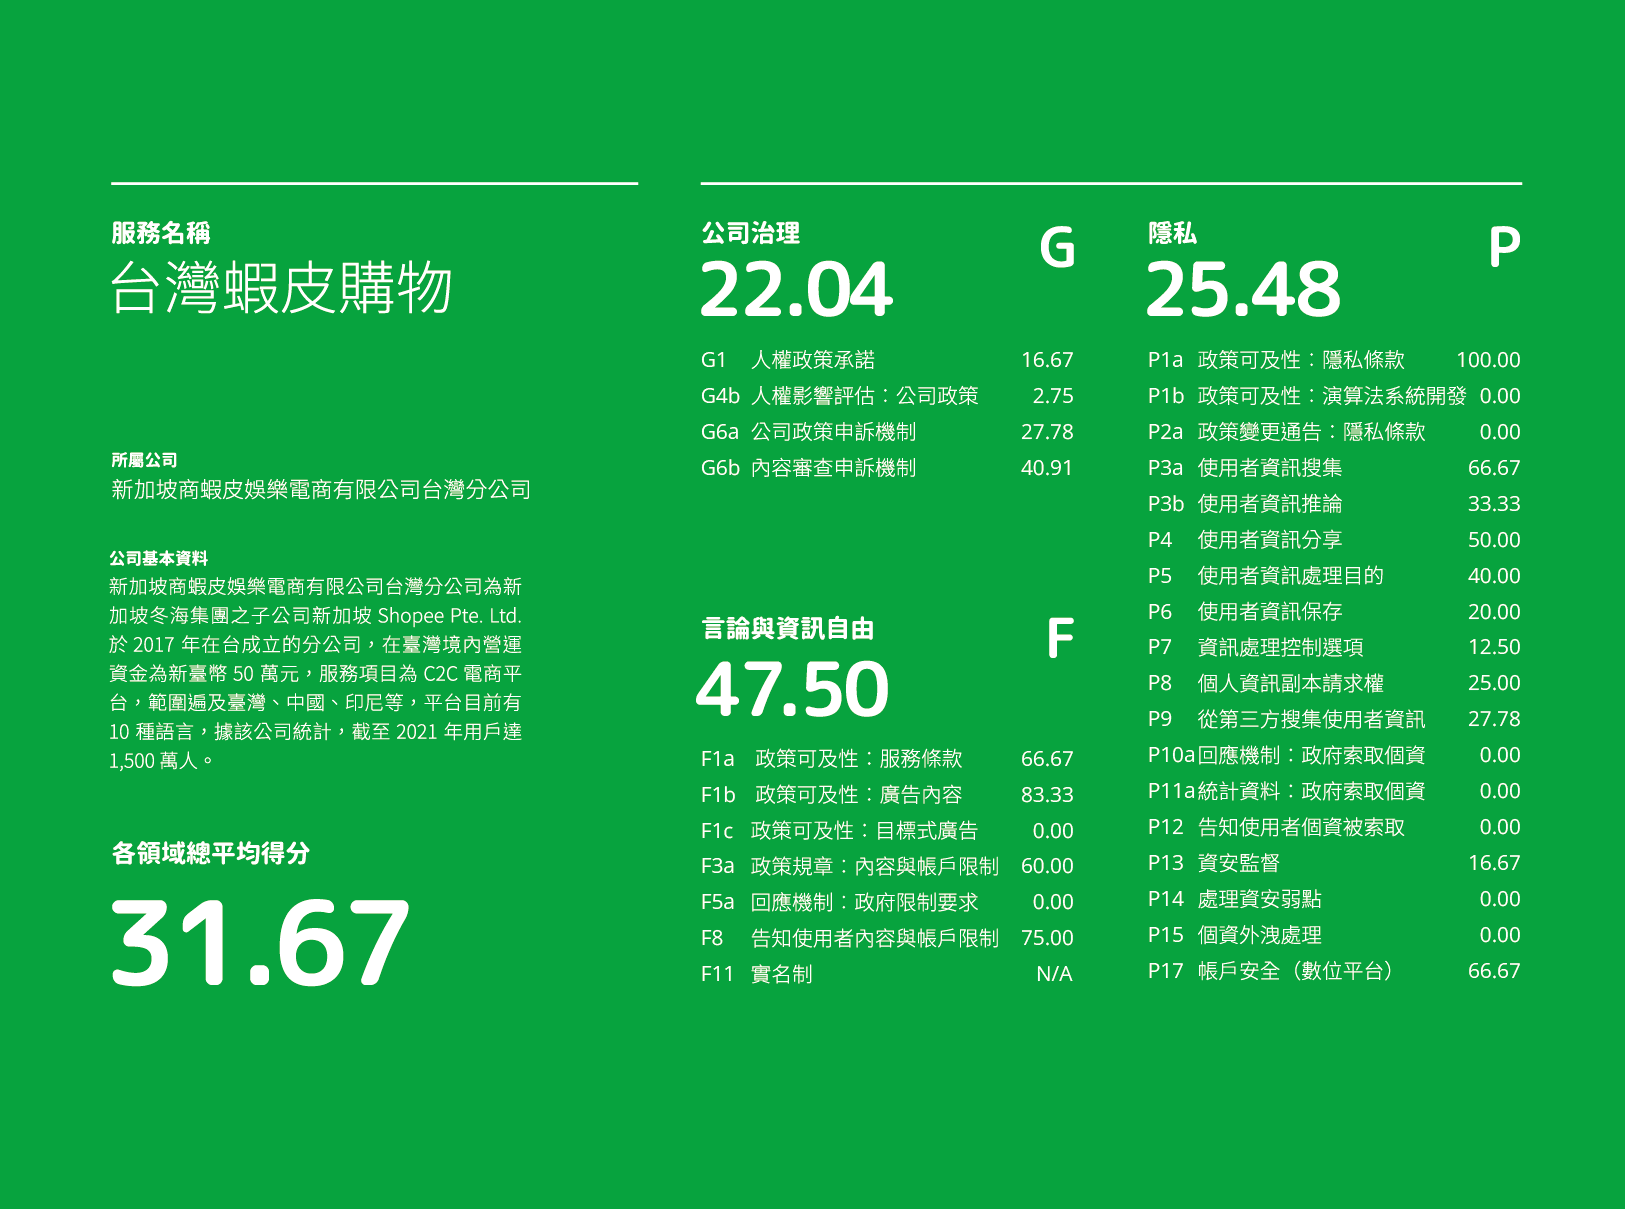 服務名稱
台灣蝦皮購物
所屬公司
新加坡商蝦皮娛樂電商有限公司台灣分公司
公司基本資料
新加坡商蝦皮娛樂電商有限公司台灣分公司為新
加坡冬海集團之子公司新加坡 Shopee Pte. Ltd.
於 2017 年在台成立的分公司，在臺灣境內營運
資金為新臺幣 50 萬元，服務項目為 C2C 電商平
台，範圍遍及臺灣、中國、印尼等，平台目前有
10 種語言，據該公司統計，截至 2021 年用戶達
1,500 萬人。
各領域總平均得分
31.67
公司治理 G
22.04
G1 人權政策承諾 16.67
G4b 人權影響評估：公司政策 2.75
G6a 公司政策申訴機制 27.78
G6b 內容審查申訴機制 40.91
言論與資訊自由 F
47.50
F1a 政策可及性：服務條款 66.67
F1b 政策可及性：廣告內容 83.33
F1c 政策可及性：目標式廣告 0.00
F3a 政策規章：內容與帳戶限制 60.00
F5a 回應機制：政府限制要求 0.00
F8 告知使用者內容與帳戶限制 75.00
F11 實名制 N/A
隱私 P
25.48
P1a 政策可及性：隱私條款 100.00
P1b 政策可及性：演算法系統開發 0.00
P2a 政策變更通告：隱私條款 0.00
P3a 使用者資訊搜集 66.67
P3b 使用者資訊推論 33.33
P4 使用者資訊分享 50.00
P5 使用者資訊處理目的 40.00
P6 使用者資訊保存 20.00
P7 資訊處理控制選項 12.50
P8 個人資訊副本請求權 25.00
P9 從第三方搜集使用者資訊 27.78
P10a回應機制：政府索取個資 0.00
P11a統計資料：政府索取個資 0.00
P12 告知使用者個資被索取 0.00
P13 資安監督 16.67
P14 處理資安弱點 0.00
P15 個資外洩處理 0.00
P17 帳戶安全（數位平台） 66.67